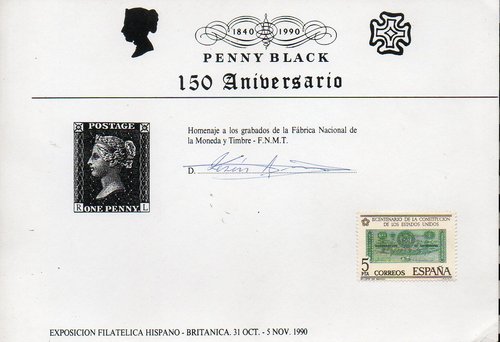 1840 1990
PENNY BLACK
150 Aniversario
Homenaje a los grabados de la Fábrica Nacional de
la Moneda y Timbre - F.N.M.T.
D.
POSTAGE
R ONE PENNY L
BICENTENARIO DE LA CONSTITUCION
DE LOS ESTADOS UNIDOS
5 PTA CORREOS ESPAÑA
EXPOSICION FILATELICA HISPANO - BRITANICA. 31 OCT. - 5 NOV. 1990